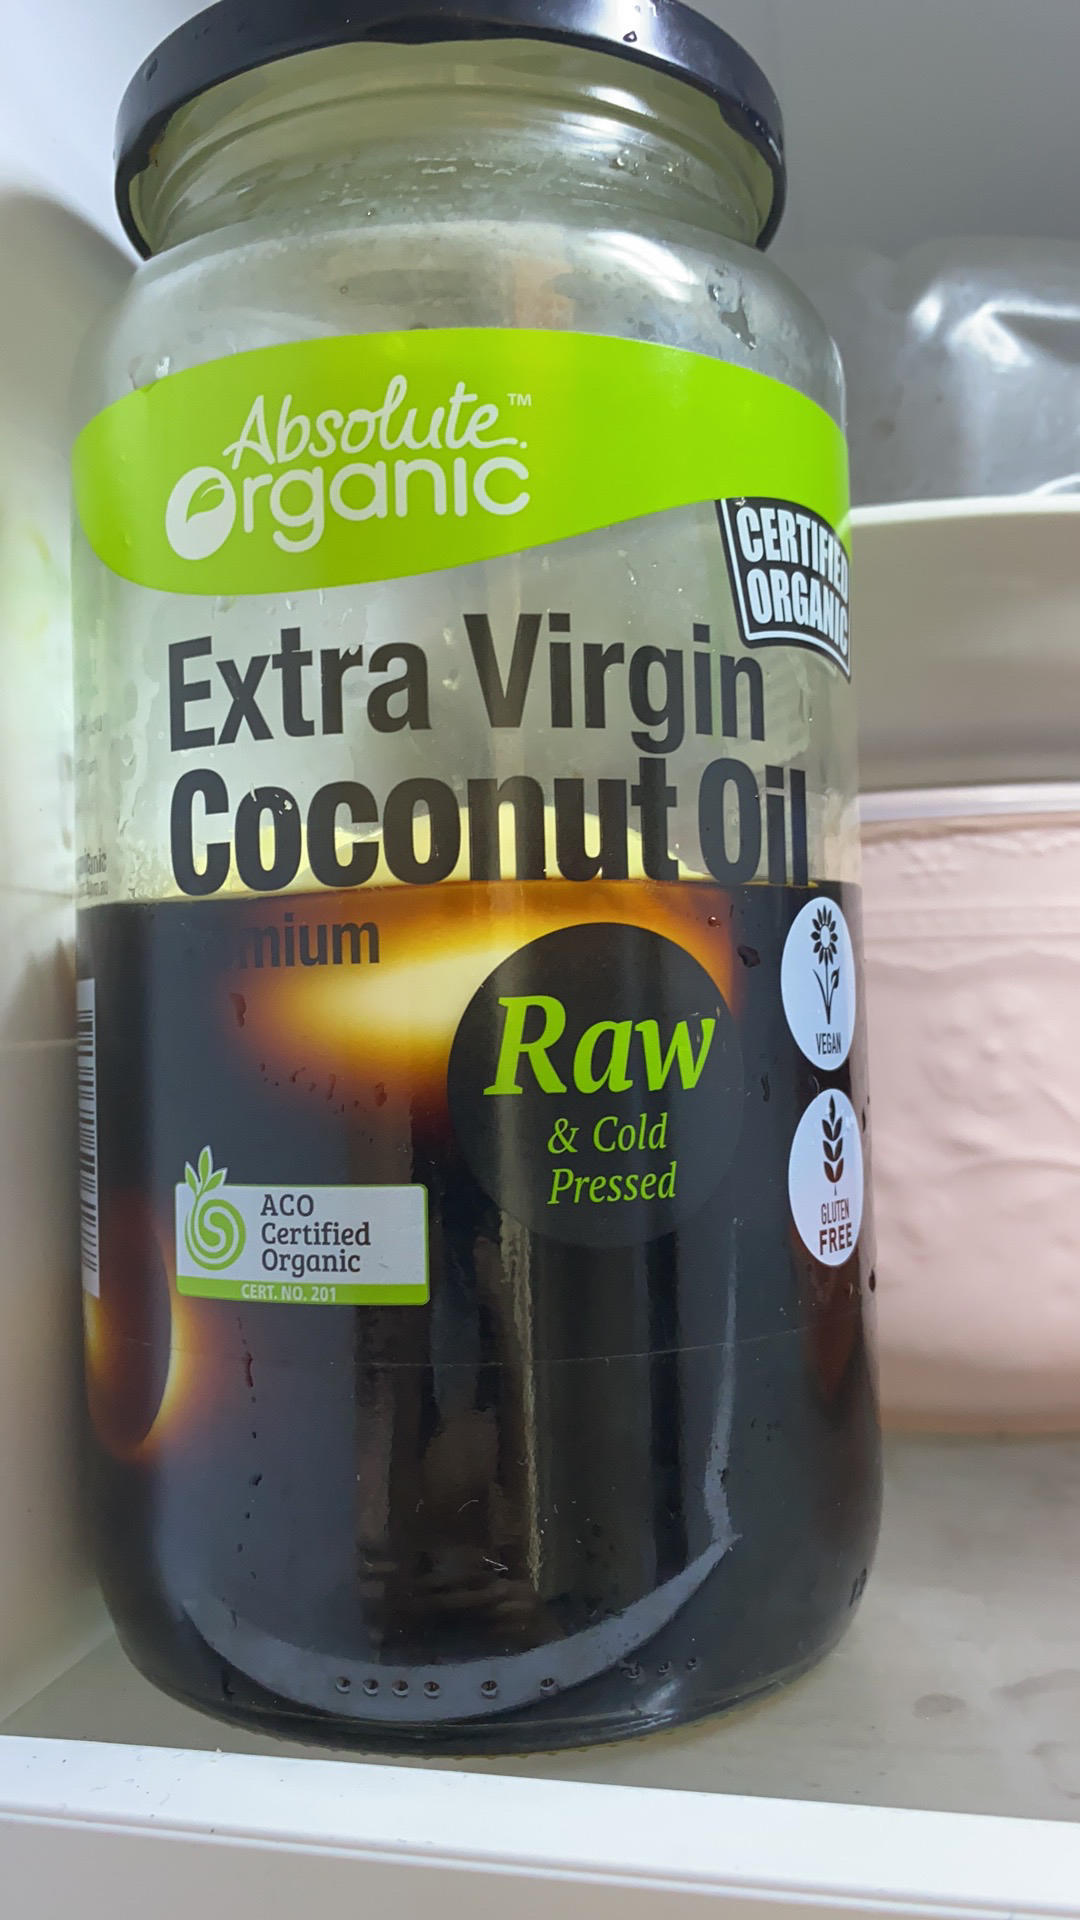 Absolute™
Organic
CERTIFIED
ORGANIC
Extra Virgin
Coconut Oil
mium
Raw
& Cold
Pressed
VEGAN
GLUTEN
FREE
ACO
Certified
Organic
CERT. NO. 201